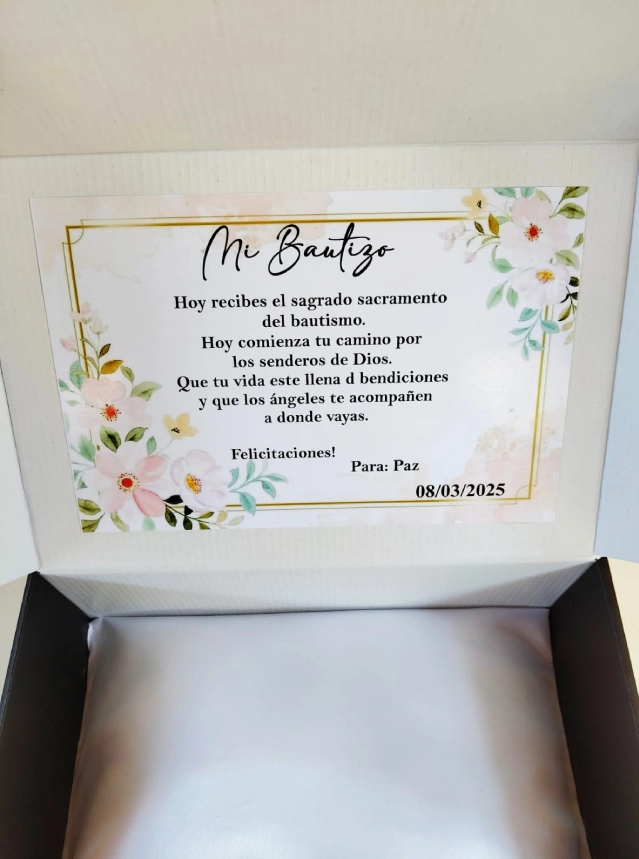 Mi Bautizo
Hoy recibes el sagrado sacramento
del bautismo.
Hoy comienza tu camino por
los senderos de Dios.
Que tu vida este llena d bendiciones
y que los ángeles te acompañen
a donde vayas.
Felicitaciones!
Para: Paz
08/03/2025